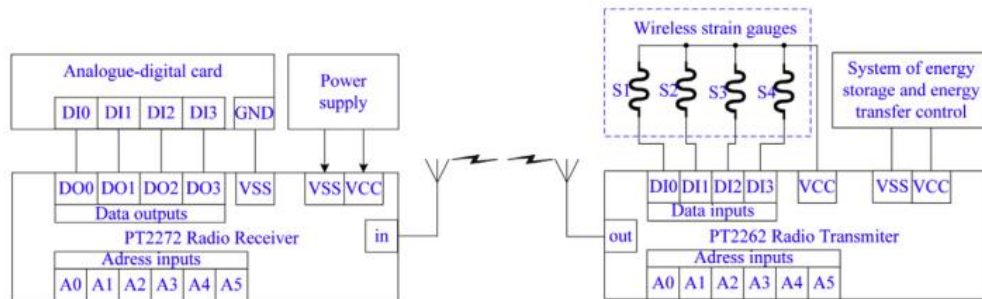 Analogue-digital card
DI0 DI1 DI2 DI3 GND
Power
supply
DO0 DO1 DO2 DO3 VSS VSS VCC
Data outputs
PT2272 Radio Receiver
in
Adress inputs
A0 A1 A2 A3 A4 A5
Wireless strain gauges
S1 S2 S3 S4
System of energy
storage and energy
transfer control
DI0 DI1 DI2 DI3 VCC VSS VCC
Data inputs
out
PT2262 Radio Transmiter
Adress inputs
A0 A1 A2 A3 A4 A5